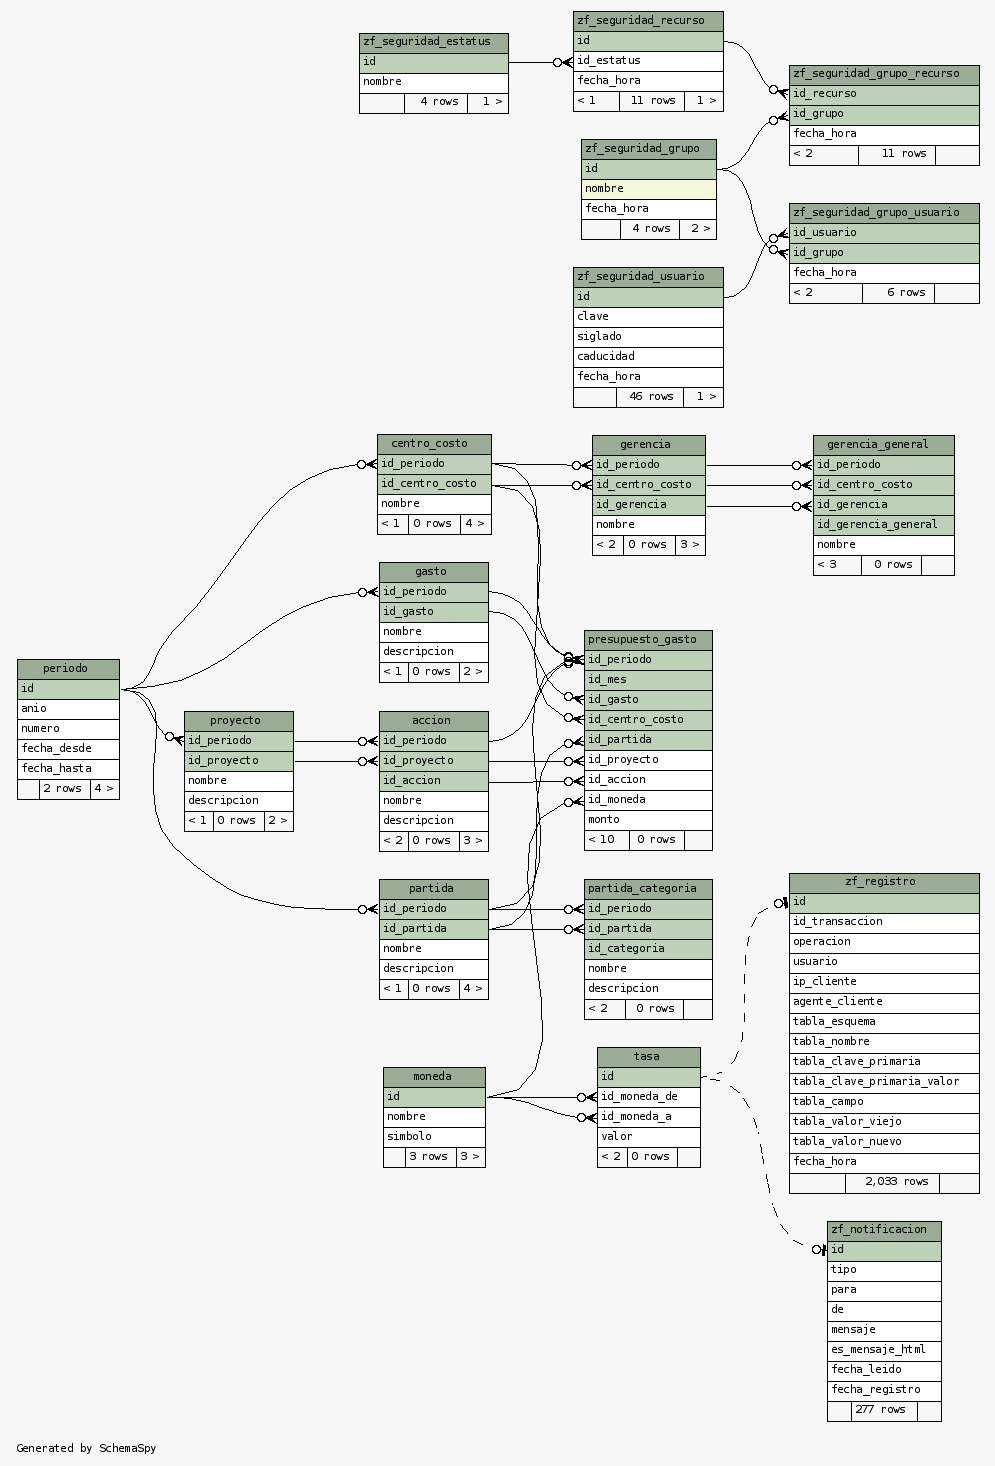 zf_seguridad_estatus
id
nombre
4 rows 1 >
zf_seguridad_recurso
id
id_estatus
fecha_hora
< 1 11 rows 1 >
zf_seguridad_grupo_recurso
id_recurso
id_grupo
fecha_hora
< 2 11 rows
zf_seguridad_grupo
id
nombre
fecha_hora
4 rows 2 >
zf_seguridad_grupo_usuario
id_usuario
id_grupo
fecha_hora
< 2 6 rows
zf_seguridad_usuario
id
clave
siglado
caducidad
fecha_hora
46 rows 1 >
centro_costo
id_periodo
id_centro_costo
nombre
< 1 0 rows 4 >
gerencia
id_periodo
id_centro_costo
id_gerencia
nombre
< 2 0 rows 3 >
gerencia_general
id_periodo
id_centro_costo
id_gerencia
id_gerencia_general
nombre
< 3 0 rows
gasto
id_periodo
id_gasto
nombre
descripcion
< 1 0 rows 2 >
presupuesto_gasto
id_periodo
id_mes
id_gasto
id_centro_costo
id_partida
id_proyecto
id_accion
id_moneda
monto
< 10 0 rows
periodo
id
anio
numero
fecha_desde
fecha_hasta
2 rows 4 >
proyecto
id_periodo
id_proyecto
nombre
descripcion
< 1 0 rows 2 >
accion
id_periodo
id_proyecto
id_accion
nombre
descripcion
< 2 0 rows 3 >
partida
id_periodo
id_partida
nombre
descripcion
< 1 0 rows 4 >
partida_categoria
id_periodo
id_partida
id_categoria
nombre
descripcion
< 2 0 rows
zf_registro
id
id_transaccion
operacion
usuario
ip_cliente
agente_cliente
tabla_esquema
tabla_nombre
tabla_clave_primaria
tabla_clave_primaria_valor
tabla_campo
tabla_valor_viejo
tabla_valor_nuevo
fecha_hora
2,033 rows
moneda
id
nombre
simbolo
3 rows 3 >
tasa
id
id_moneda_de
id_moneda_a
valor
< 2 0 rows
zf_notificacion
id
tipo
para
de
mensaje
es_mensaje_html
fecha_leido
fecha_registro
277 rows
Generated by SchemaSpy